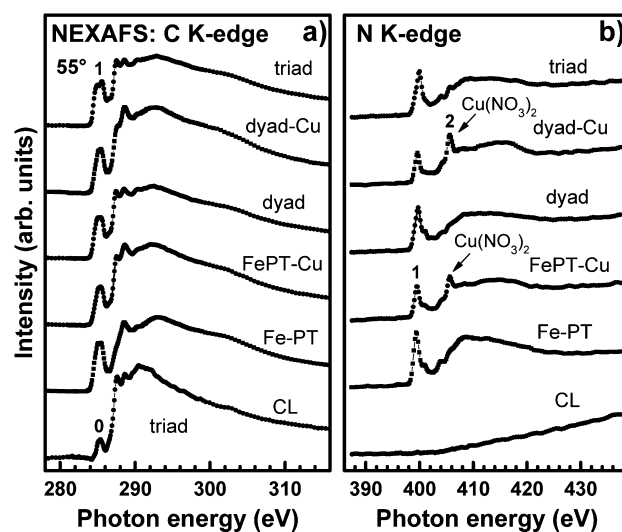 NEXAFS: C K-edge
a)
55°
1
triad
dyad-Cu
dyad
FePT-Cu
Fe-PT
CL
0
triad
Intensity (arb. units)
280 290 300 310
Photon energy (eV)
N K-edge
b)
triad
Cu(NO₃)₂
2
dyad-Cu
dyad
Cu(NO₃)₂
1
FePT-Cu
Fe-PT
CL
390 400 410 420 430
Photon energy (eV)